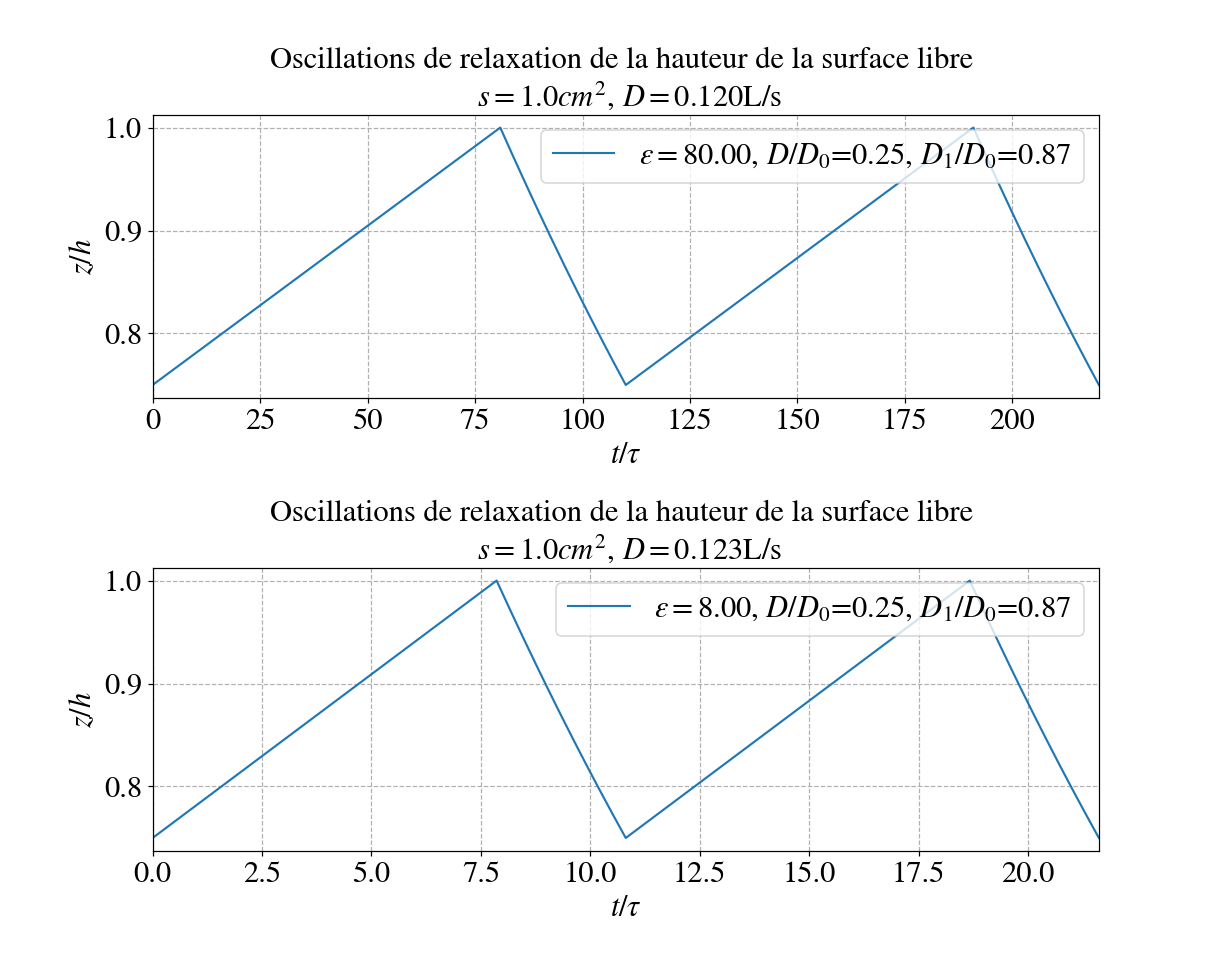 Oscillations de relaxation de la hauteur de la surface libre
s = 1.0cm², D = 0.120L/s
1.0
0.9
0.8
z/h
ε = 80.00, D/D₀=0.25, D₁/D₀=0.87
0 25 50 75 100 125 150 175 200
t/τ
Oscillations de relaxation de la hauteur de la surface libre
s = 1.0cm², D = 0.123L/s
1.0
0.9
0.8
z/h
ε = 8.00, D/D₀=0.25, D₁/D₀=0.87
0.0 2.5 5.0 7.5 10.0 12.5 15.0 17.5 20.0
t/τ